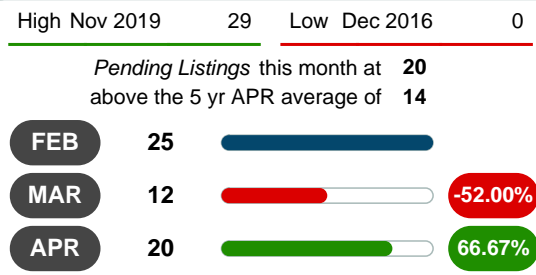 High Nov 2019 29 Low Dec 2016 0
Pending Listings this month at 20
above the 5 yr APR average of 14
FEB 25
MAR 12 -52.00%
APR 20 66.67%